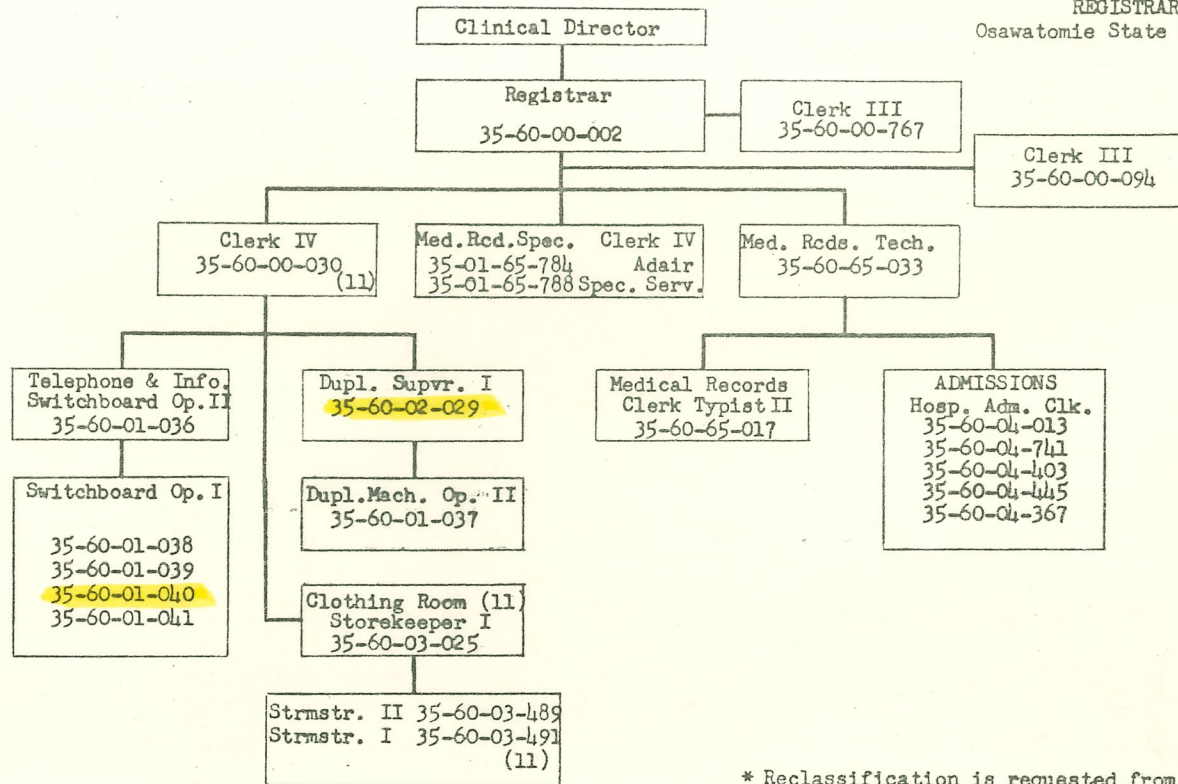 REGISTRAR
Osawatomie State
Clinical Director
Registrar
35-60-00-002
Clerk III
35-60-00-767
Clerk III
35-60-00-094
Clerk IV
35-60-00-030
(11)
Med.Rcd.Spec. Clerk IV
35-01-65-784 Adair
35-01-65-788 Spec. Serv.
Med. Rcds. Tech.
35-60-65-033
Telephone & Info.
Switchboard Op.II
35-60-01-036
Dupl. Supvr. I
35-60-02-029
Medical Records
Clerk Typist II
35-60-65-017
ADMISSIONS
Hosp. Adm. Clk.
35-60-04-013
35-60-04-741
35-60-04-403
35-60-04-445
35-60-04-367
Switchboard Op. I
35-60-01-038
35-60-01-039
35-60-01-040
35-60-01-041
Dupl.Mach. Op. II
35-60-01-037
Clothing Room (11)
Storekeeper I
35-60-03-025
Strmstr. II 35-60-03-489
Strmstr. I 35-60-03-491
(11)
* Reclassification is requested from